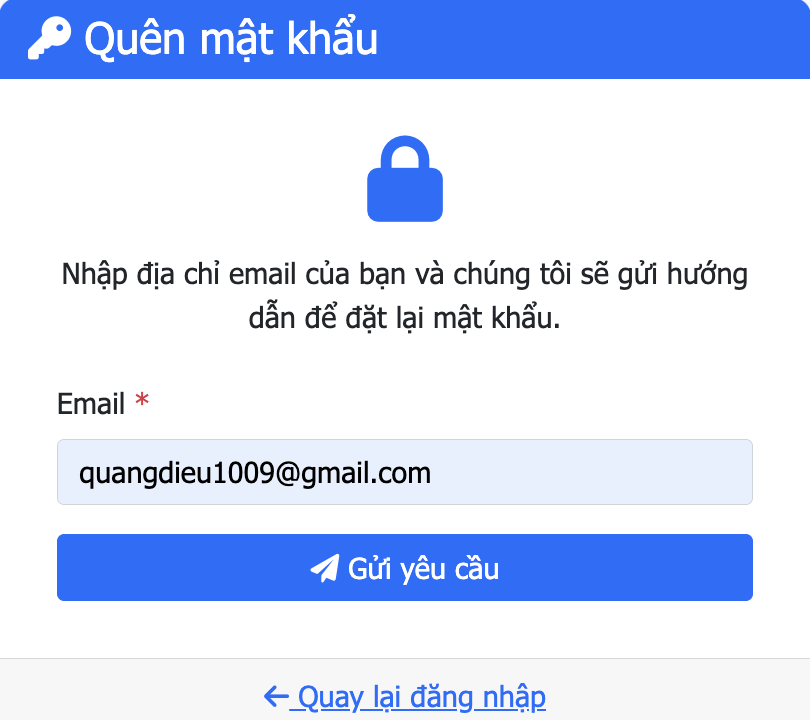 Quên mật khẩu
Nhập địa chỉ email của bạn và chúng tôi sẽ gửi hướng
dẫn để đặt lại mật khẩu.
Email *
quangdieu1009@gmail.com
Gửi yêu cầu
Quay lại đăng nhập